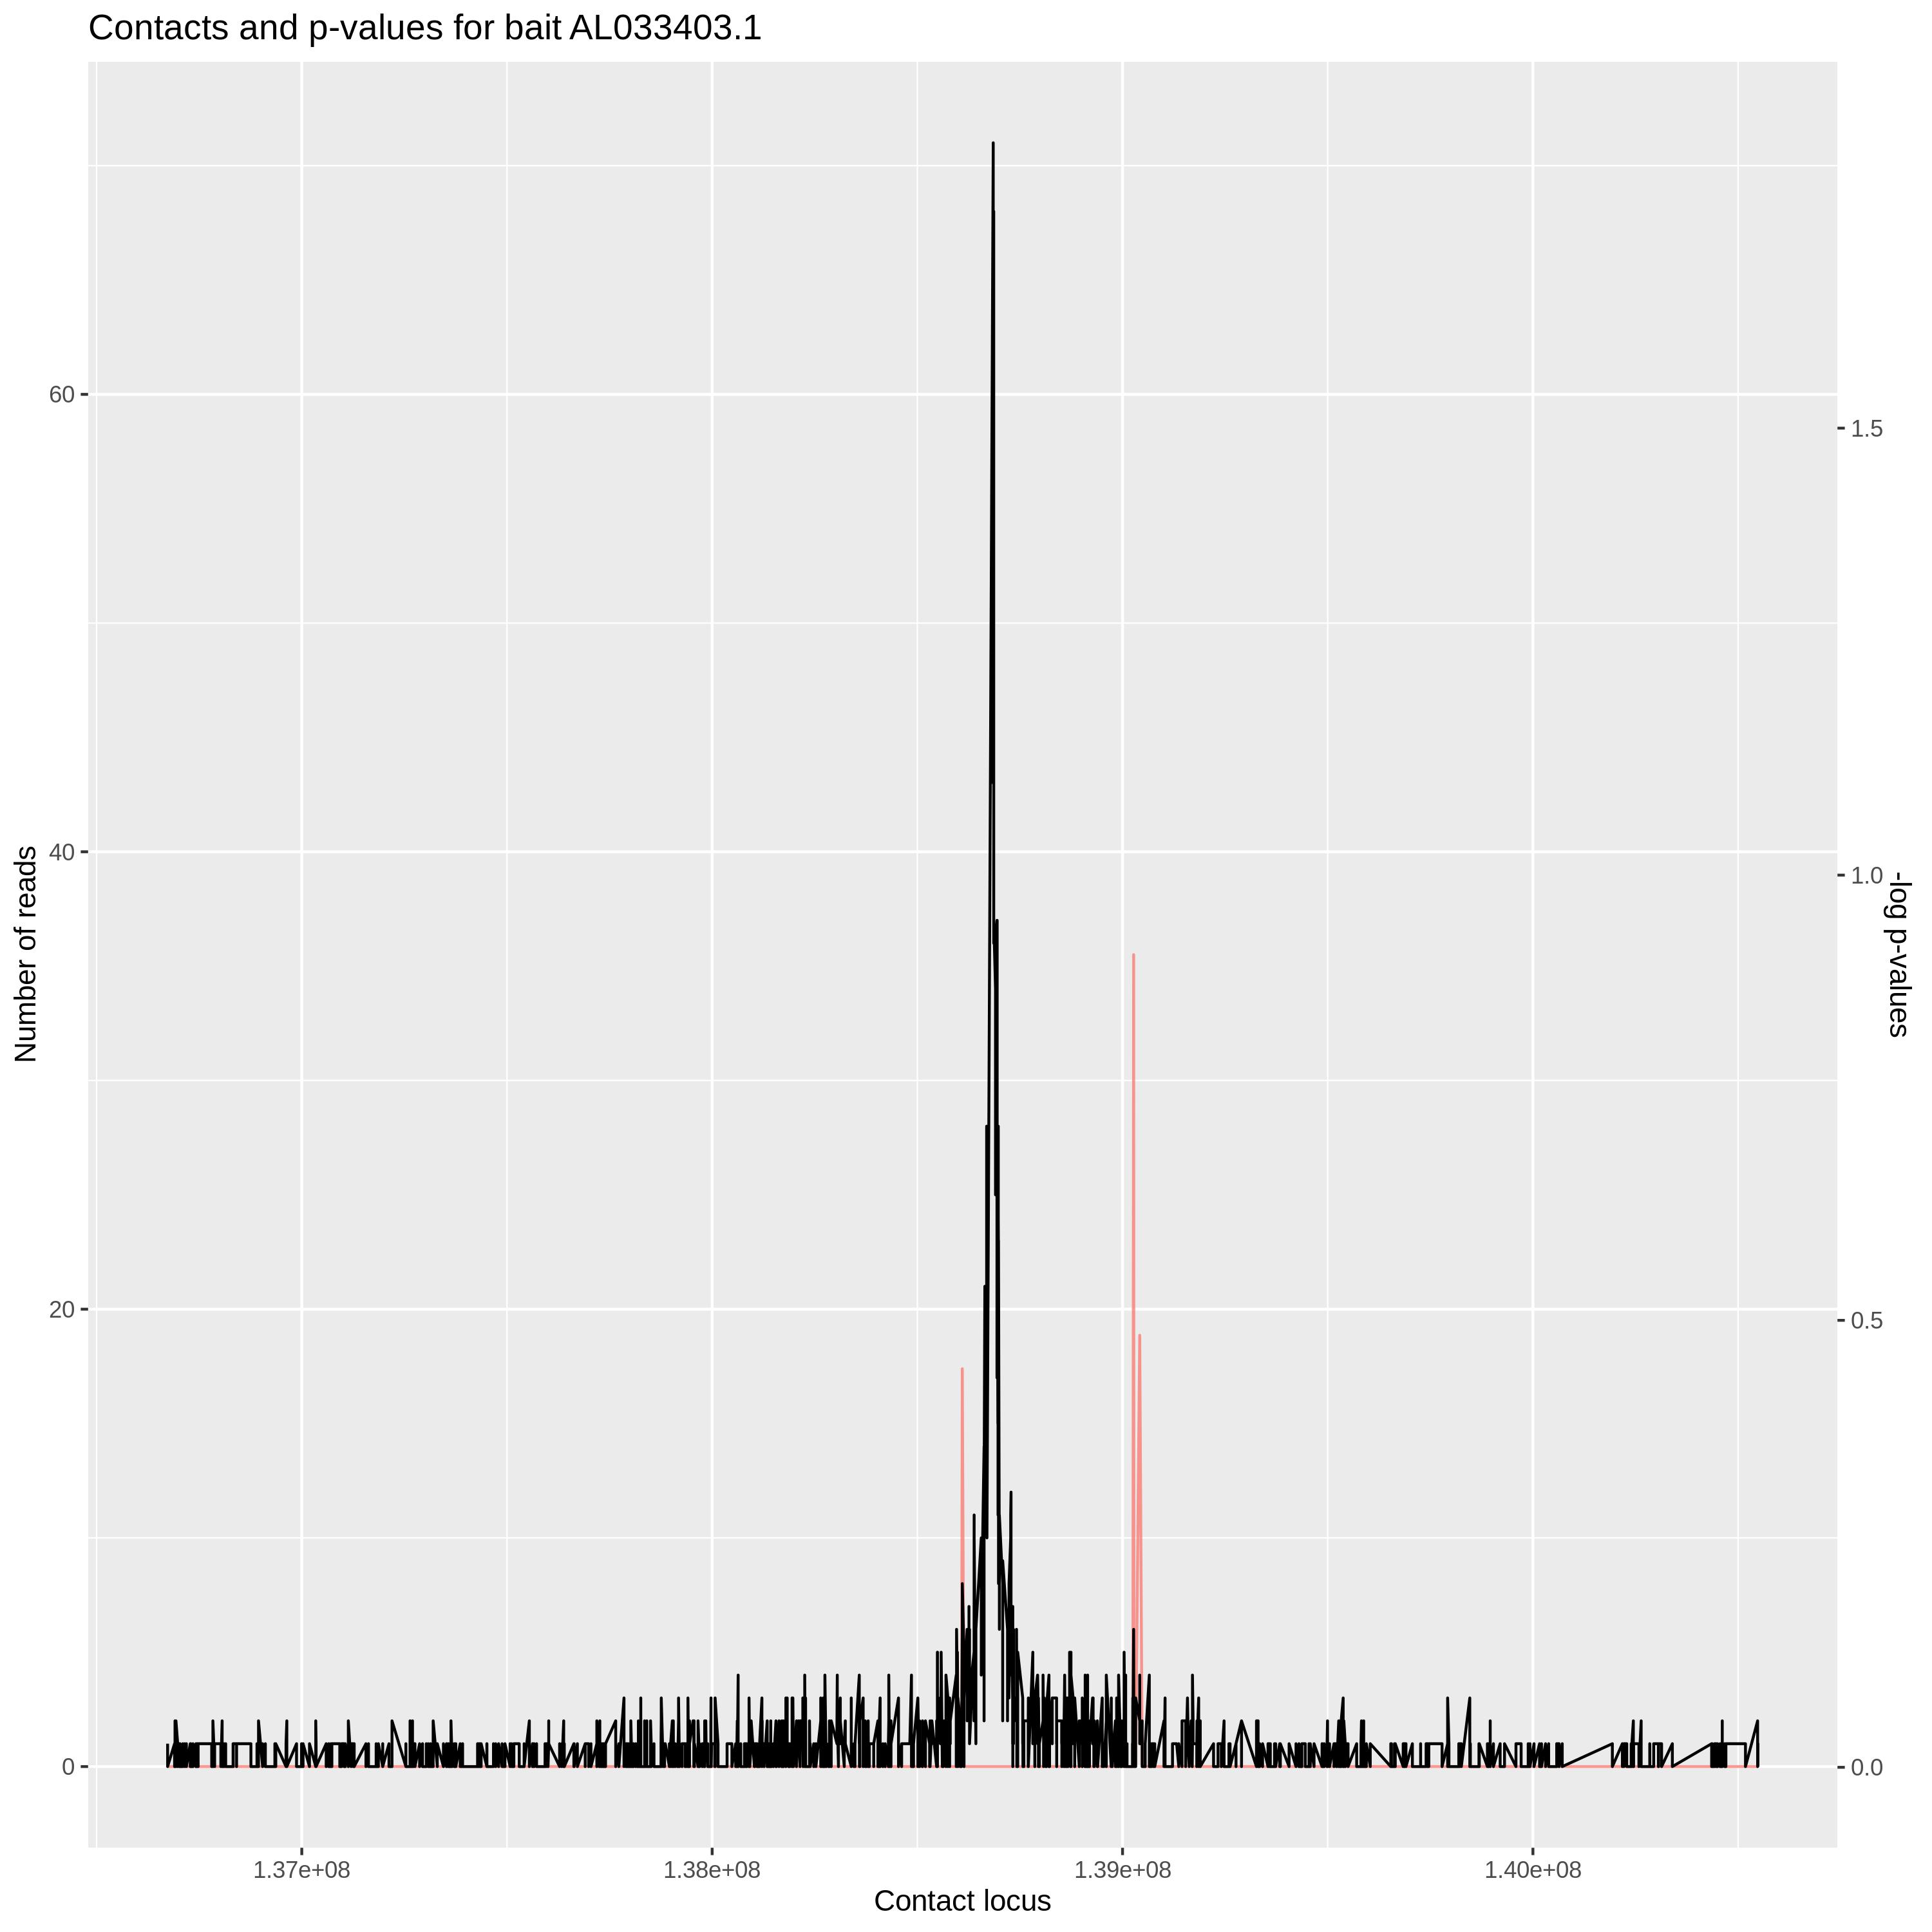 Contacts and p-values for bait AL033403.1
60
40
20
0
Number of reads
1.5
1.0
0.5
0.0
-log p-values
1.37e+08 1.38e+08 1.39e+08 1.40e+08
Contact locus